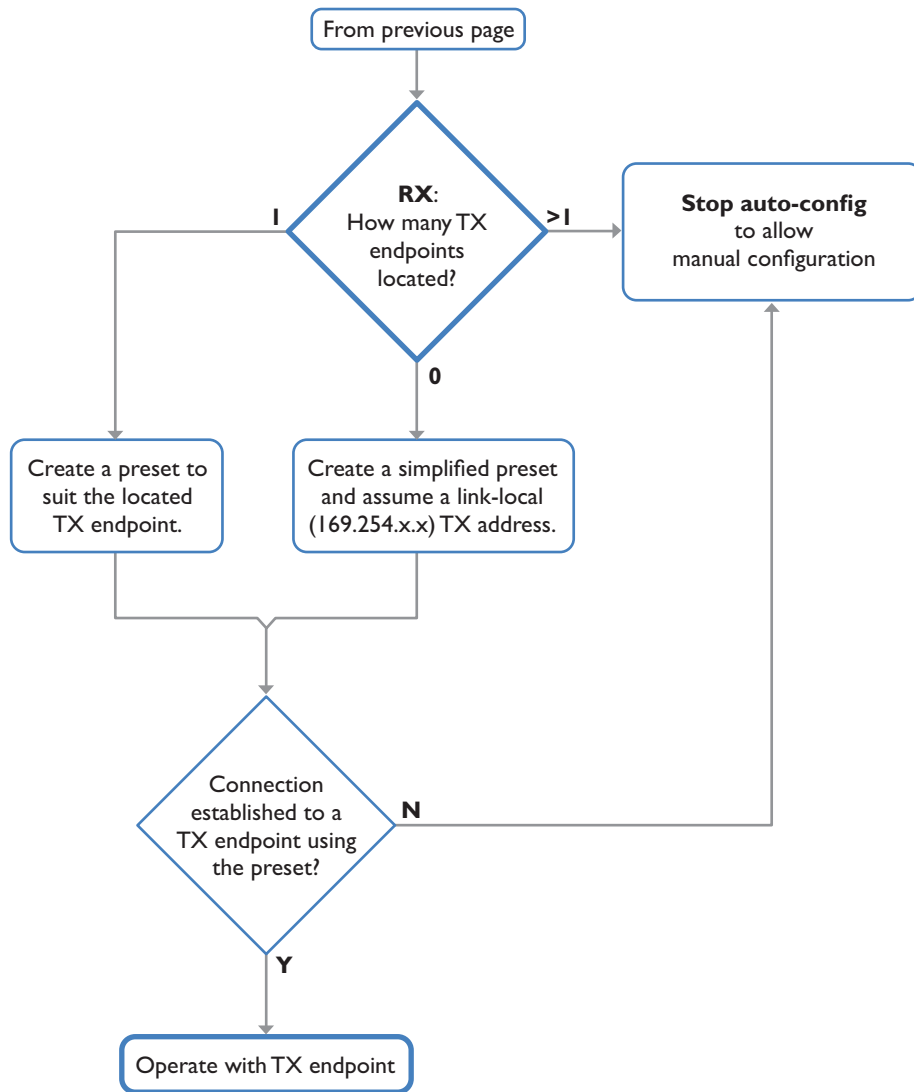 From previous page
RX:
How many TX
endpoints
located?
1
>1
0
Stop auto-config
to allow
manual configuration
Create a preset to
suit the located
TX endpoint.
Create a simplified preset
and assume a link-local
(169.254.x.x) TX address.
Connection
established to a
TX endpoint using
the preset?
N
Y
Operate with TX endpoint